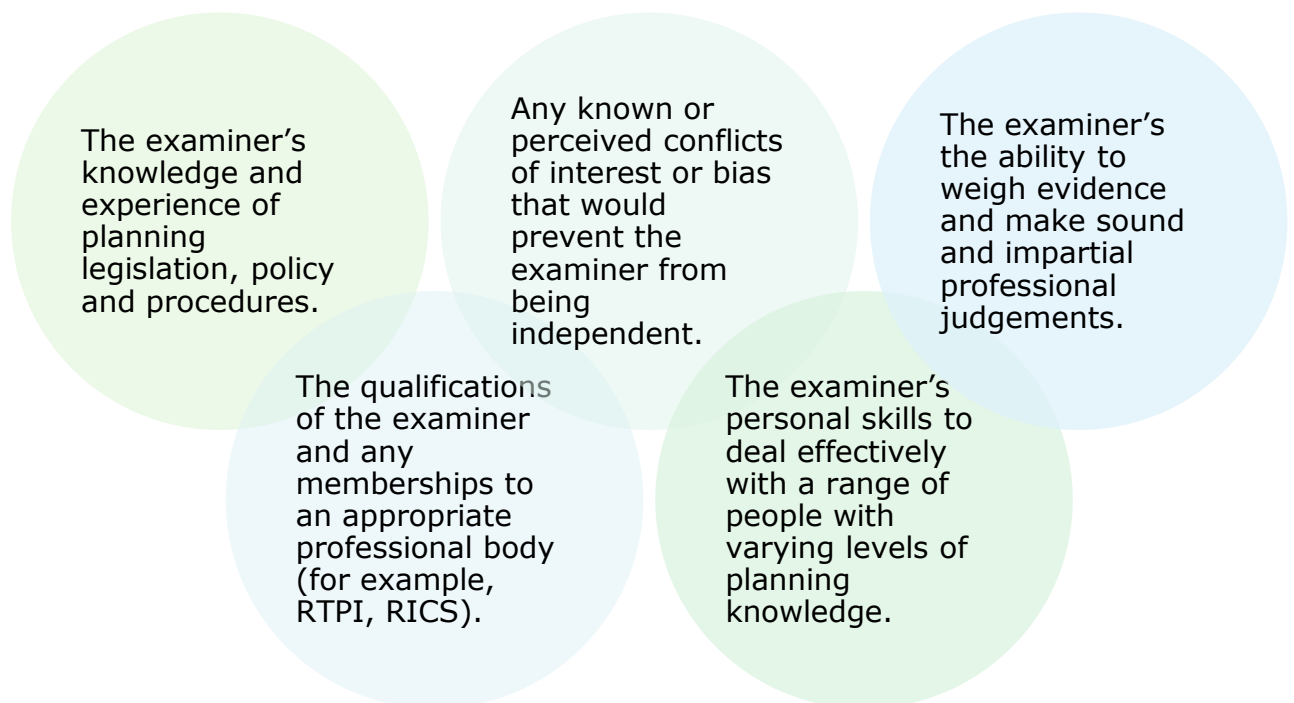 The examiner’s
knowledge and
experience of
planning
legislation, policy
and procedures.
The qualifications
of the examiner
and any
memberships to
an appropriate
professional body
(for example,
RTPI, RICS).
Any known or
perceived conflicts
of interest or bias
that would
prevent the
examiner from
being
independent.
The examiner’s
personal skills to
deal effectively
with a range of
people with
varying levels of
planning
knowledge.
The examiner’s
the ability to
weigh evidence
and make sound
and impartial
professional
judgements.